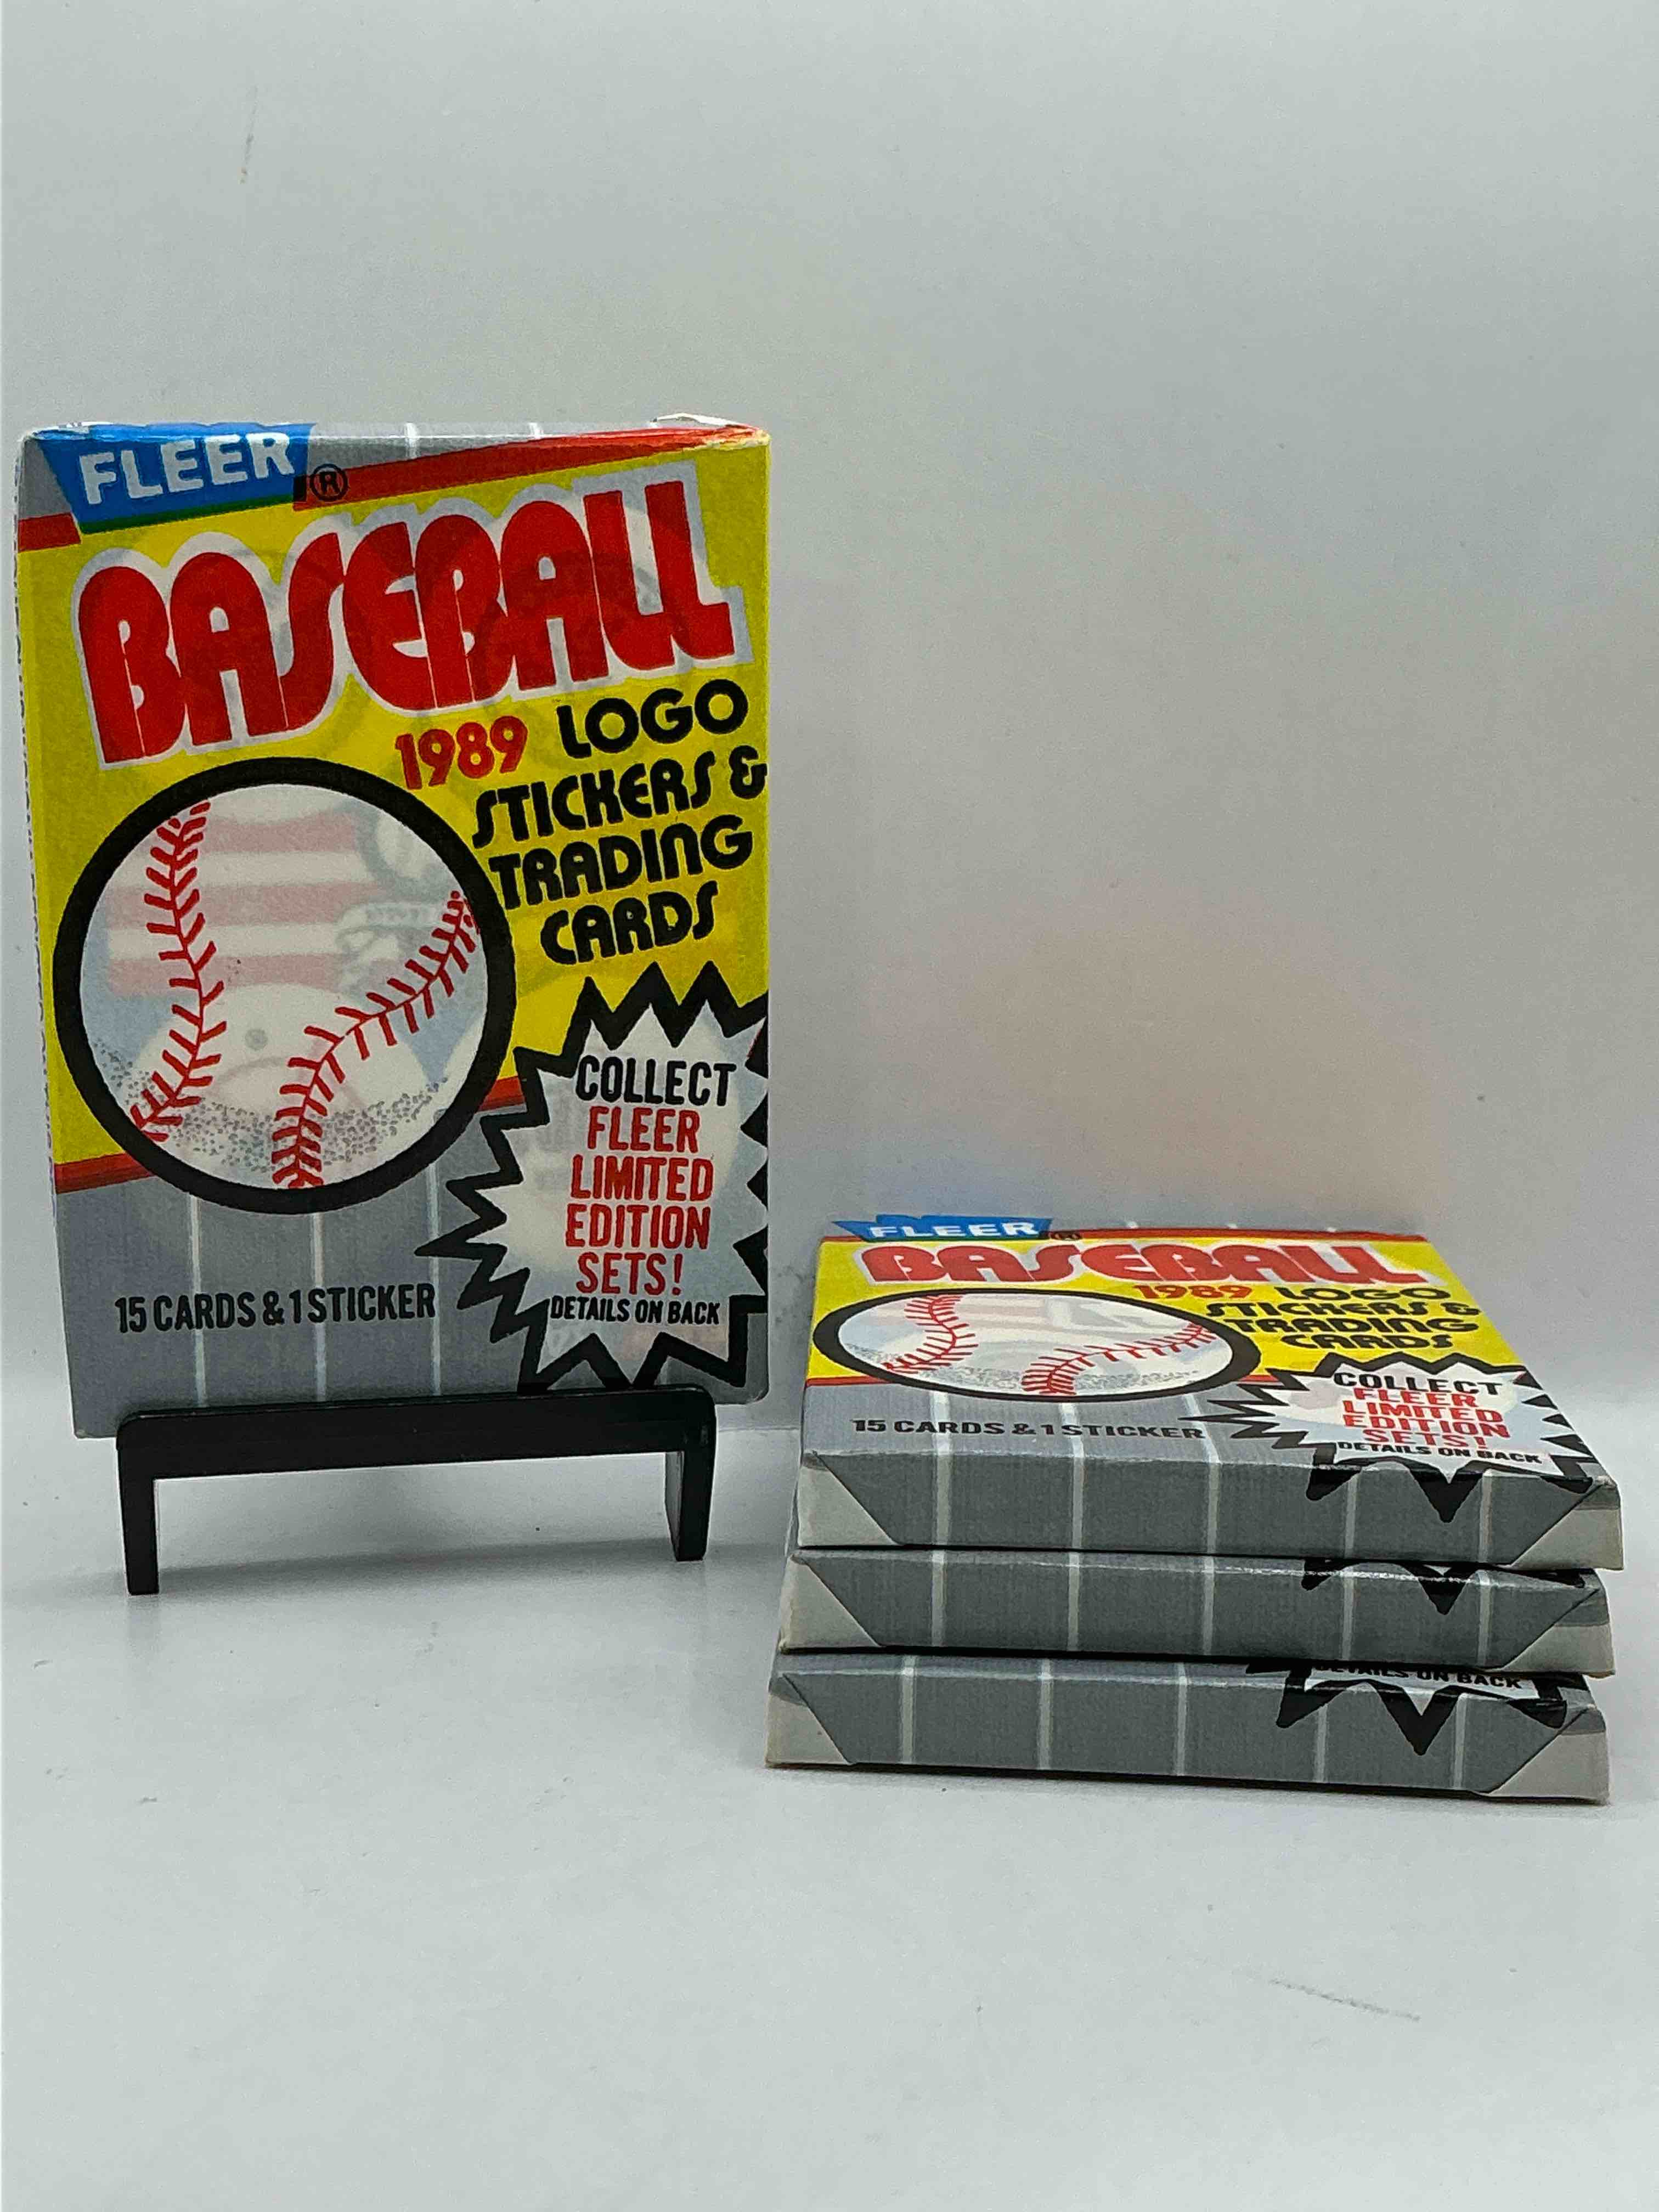 FLEER ®
BASEBALL
1989 LOGO
STICKERS &
TRADING
CARDS
COLLECT
FLEER
LIMITED
EDITION
SETS!
DETAILS ON BACK
15 CARDS & 1 STICKER
FLEER ®
BASEBALL
1989 LOGO
STICKERS &
TRADING
CARDS
COLLECT
FLEER
LIMITED
EDITION
SETS!
DETAILS ON BACK
15 CARDS & 1 STICKER
DETAILS ON BACK